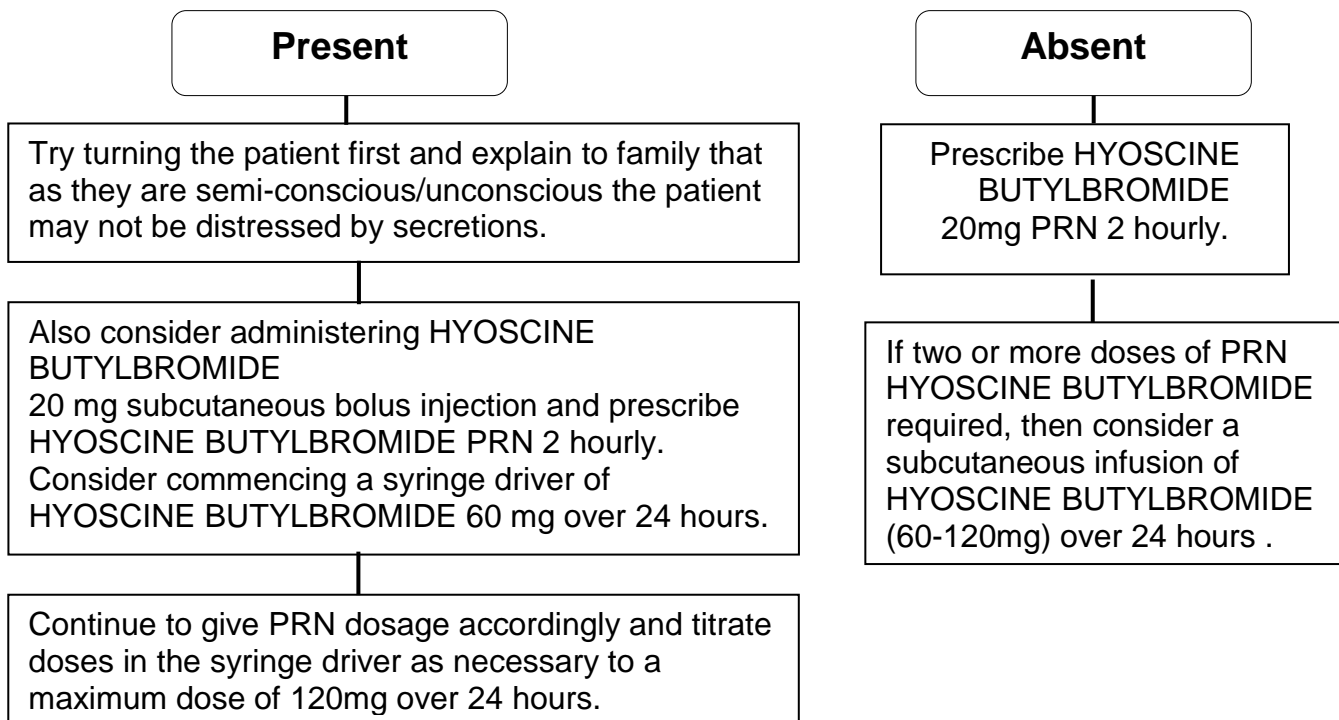 Present
Try turning the patient first and explain to family that
as they are semi-conscious/unconscious the patient
may not be distressed by secretions.
Also consider administering HYOSCINE
BUTYLBROMIDE
20 mg subcutaneous bolus injection and prescribe
HYOSCINE BUTYLBROMIDE PRN 2 hourly.
Consider commencing a syringe driver of
HYOSCINE BUTYLBROMIDE 60 mg over 24 hours.
Continue to give PRN dosage accordingly and titrate
doses in the syringe driver as necessary to a
maximum dose of 120mg over 24 hours.
Absent
Prescribe HYOSCINE
BUTYLBROMIDE
20mg PRN 2 hourly.
If two or more doses of PRN
HYOSCINE BUTYLBROMIDE
required, then consider a
subcutaneous infusion of
HYOSCINE BUTYLBROMIDE
(60-120mg) over 24 hours .